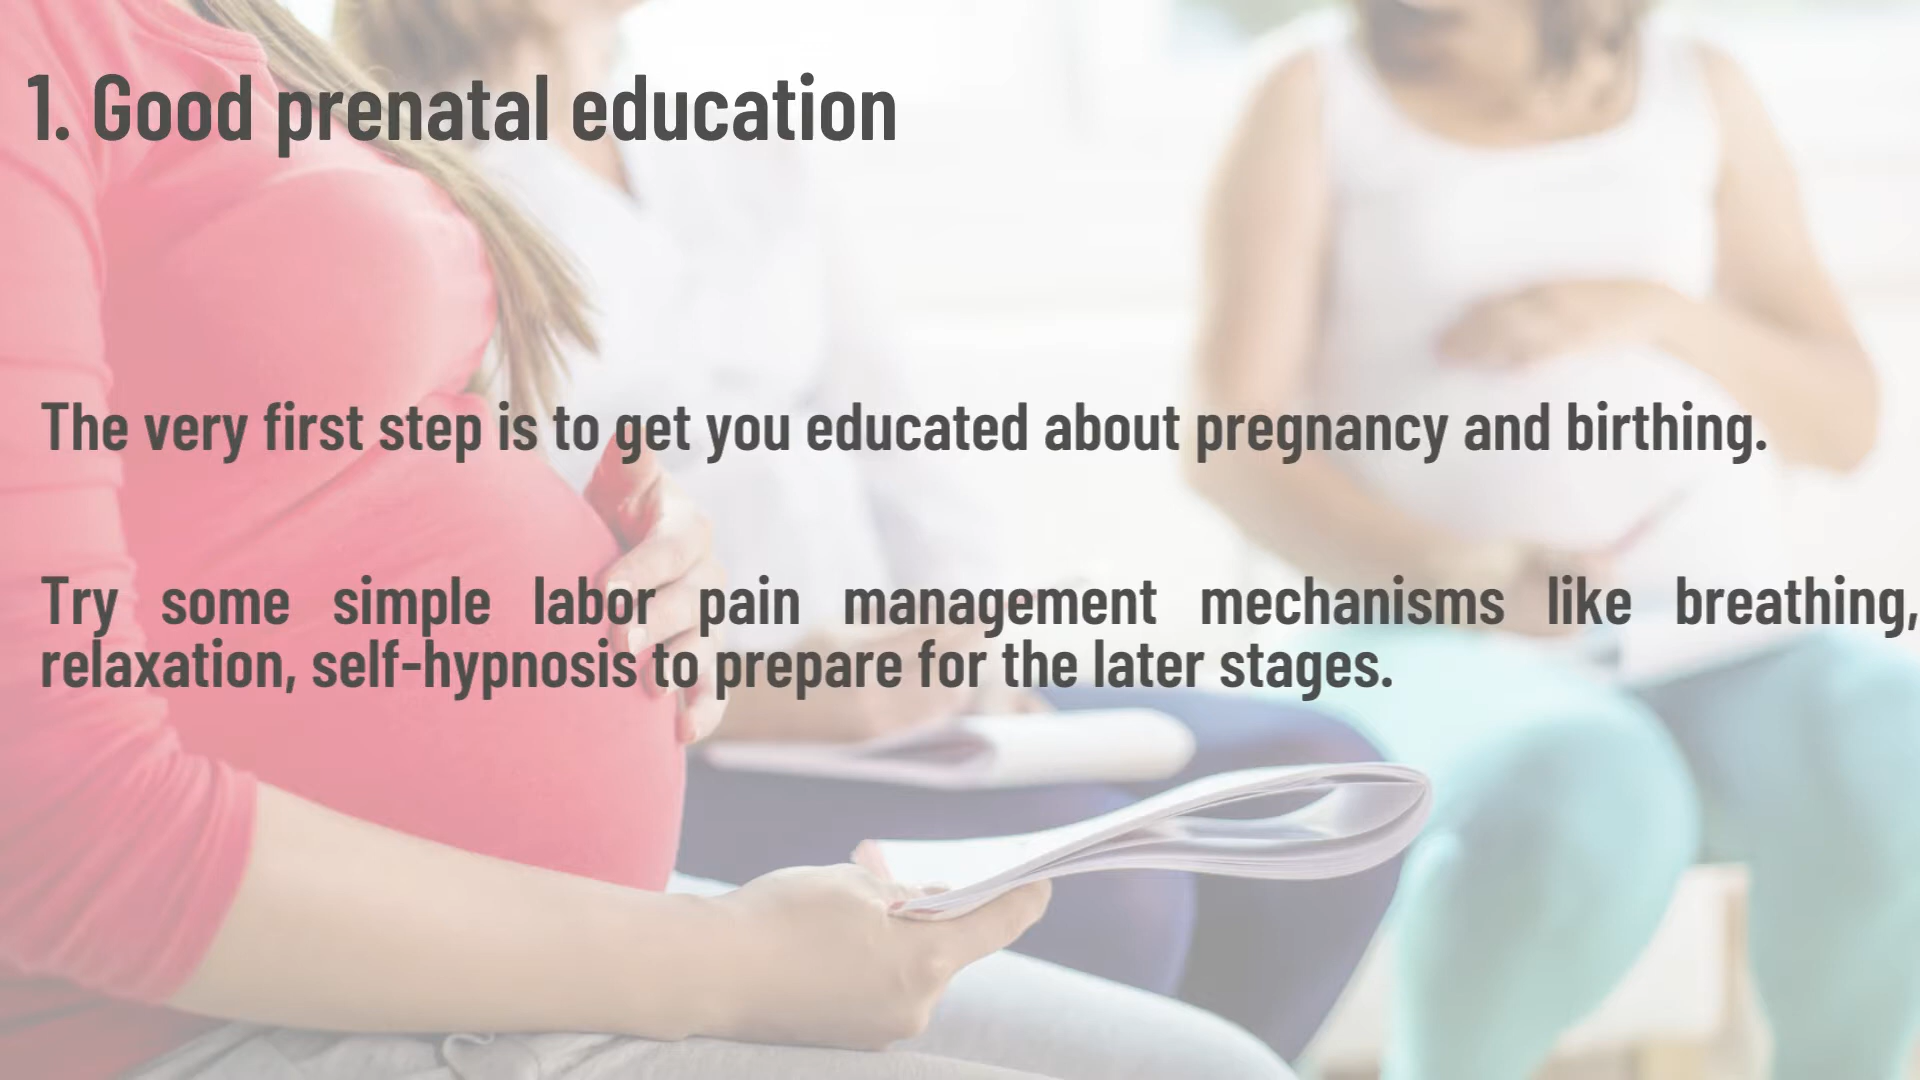 1. Good prenatal education
The very first step is to get you educated about pregnancy and birthing.
Try some simple labor pain management mechanisms like breathing,
relaxation, self-hypnosis to prepare for the later stages.